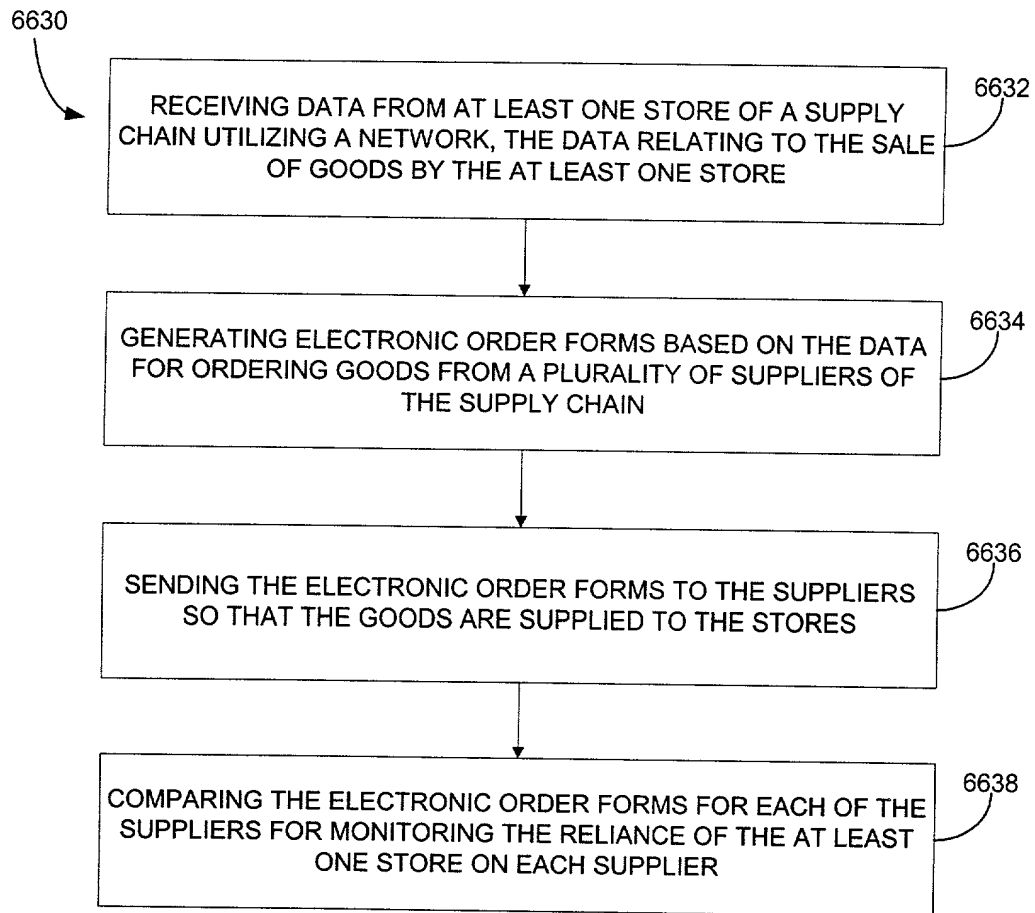 6630
6632
RECEIVING DATA FROM AT LEAST ONE STORE OF A SUPPLY
CHAIN UTILIZING A NETWORK, THE DATA RELATING TO THE SALE
OF GOODS BY THE AT LEAST ONE STORE
6634
GENERATING ELECTRONIC ORDER FORMS BASED ON THE DATA
FOR ORDERING GOODS FROM A PLURALITY OF SUPPLIERS OF
THE SUPPLY CHAIN
6636
SENDING THE ELECTRONIC ORDER FORMS TO THE SUPPLIERS
SO THAT THE GOODS ARE SUPPLIED TO THE STORES
6638
COMPARING THE ELECTRONIC ORDER FORMS FOR EACH OF THE
SUPPLIERS FOR MONITORING THE RELIANCE OF THE AT LEAST
ONE STORE ON EACH SUPPLIER